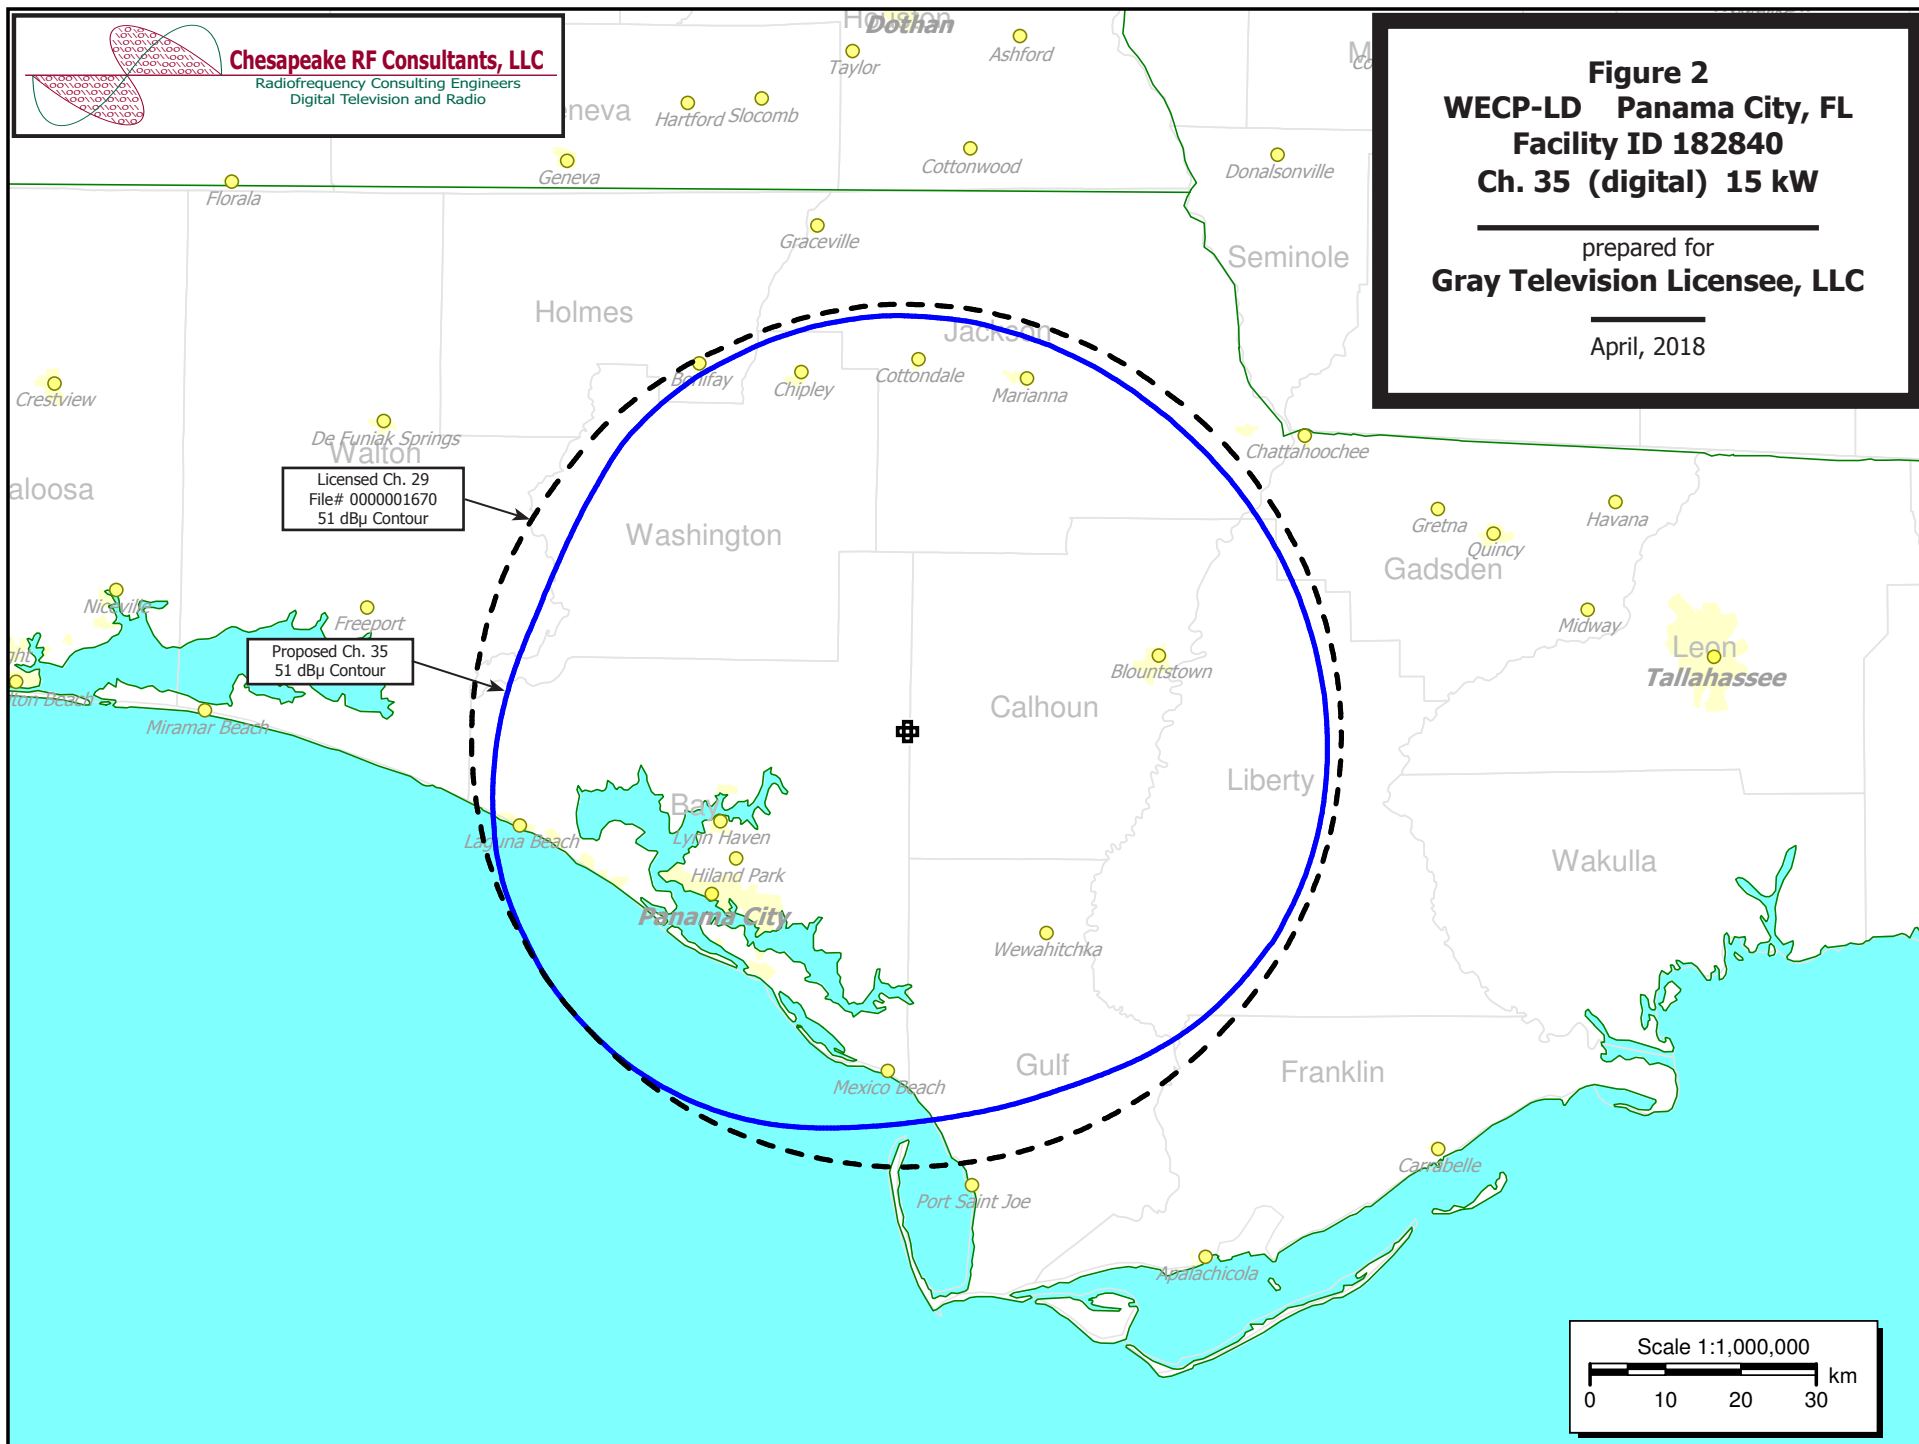 Chesapeake RF Consultants, LLC
Radiofrequency Consulting Engineers
Digital Television and Radio
Figure 2
WECP-LD Panama City, FL
Facility ID 182840
Ch. 35 (digital) 15 kW
prepared for
Gray Television Licensee, LLC
April, 2018
Houston
Dothan
Ashford
Taylor
eneva
Hartford
Slocomb
Cottonwood
Donalsonville
Geneva
Florala
Graceville
Seminole
Holmes
Jackson
Bonifay
Chipley
Cottondale
Marianna
Crestview
De Funiak Springs
Walton
Chattahoochee
Licensed Ch. 29
File# 0000001670
51 dBµ Contour
aloosa
Washington
Gretna
Havana
Quincy
Gadsden
Niceville
Freeport
Midway
Proposed Ch. 35
51 dBµ Contour
ght
Blountstown
Leon
Tallahassee
lton Beach
Miramar Beach
Calhoun
Liberty
Bay
Lynn Haven
Laguna Beach
Hiland Park
Wakulla
Panama City
Wewahitchka
Gulf
Franklin
Mexico Beach
Carrabelle
Port Saint Joe
Apalachicola
Scale 1:1,000,000
km
0 10 20 30